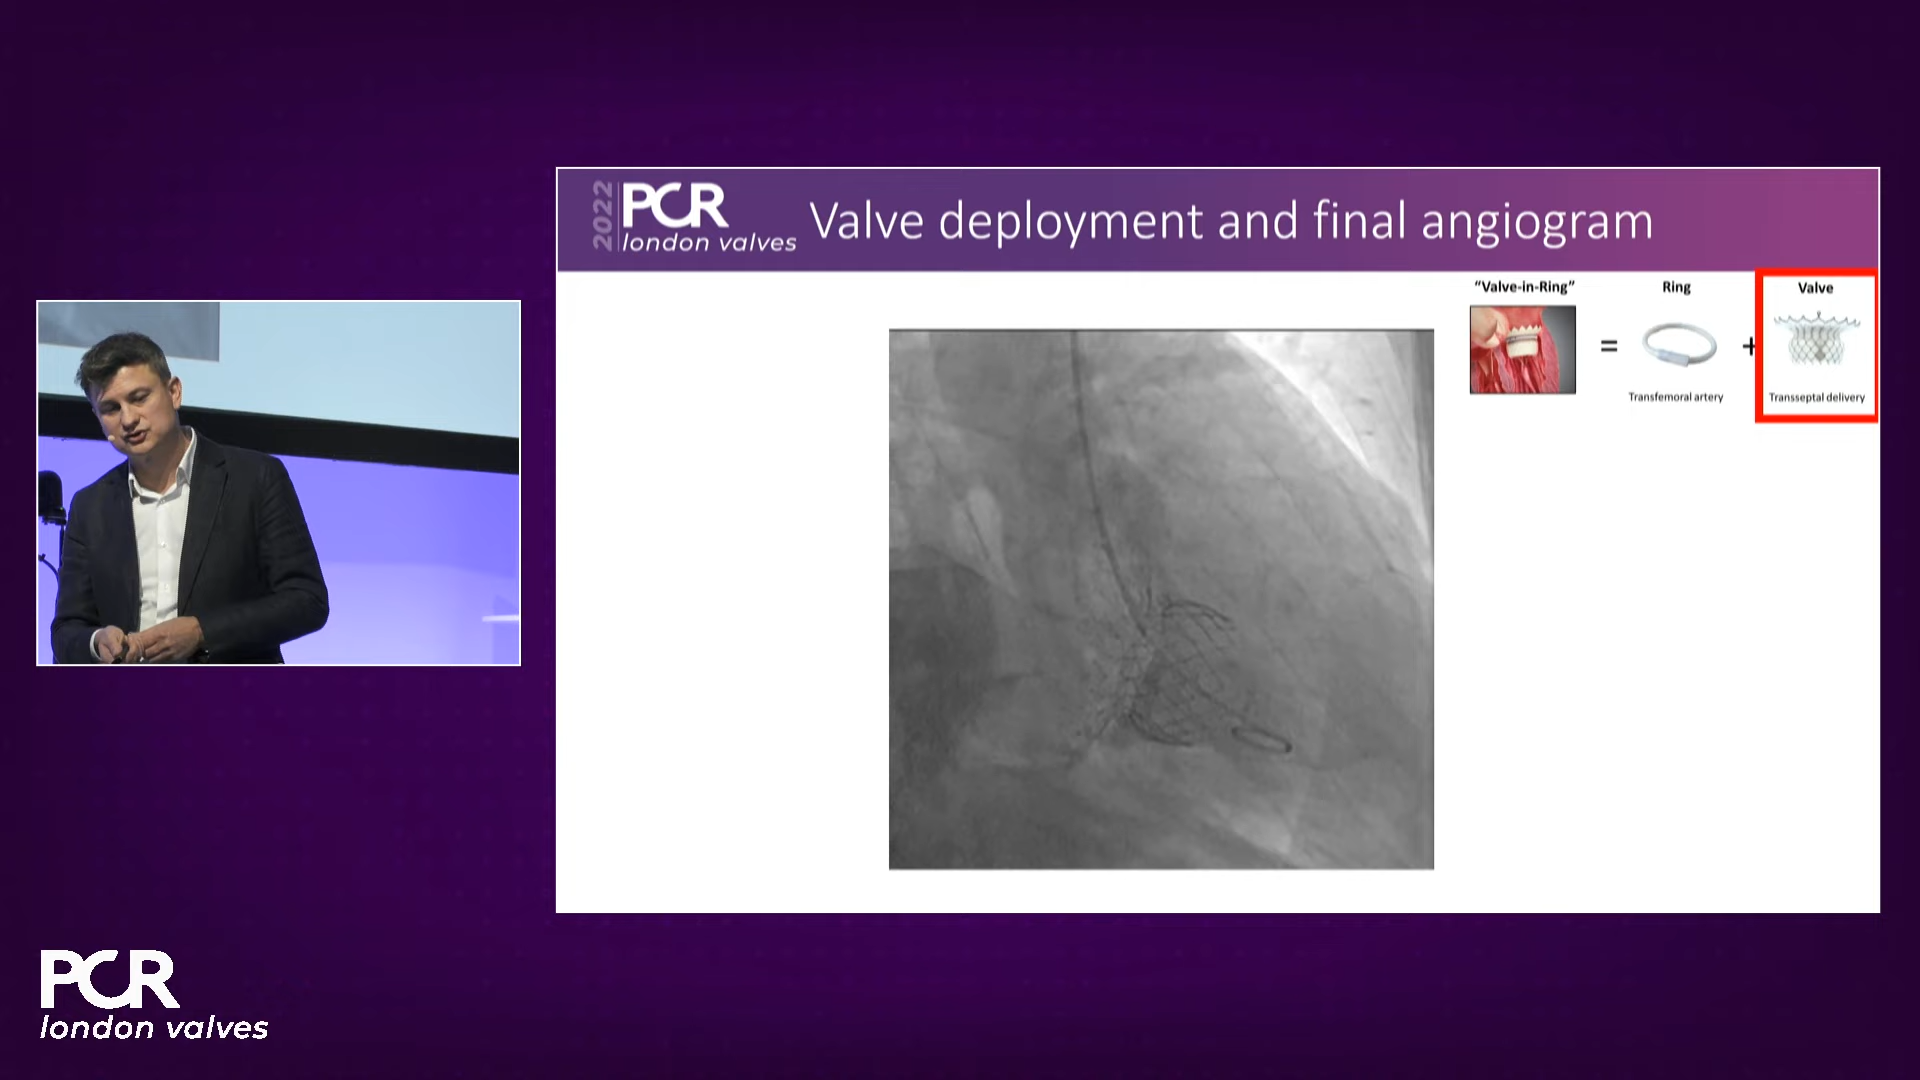 2022
PCR
london valves
Valve deployment and final angiogram
“Valve-in-Ring”
=
Ring
Transfemoral artery
+
Valve
Transseptal delivery
PCR
london valves